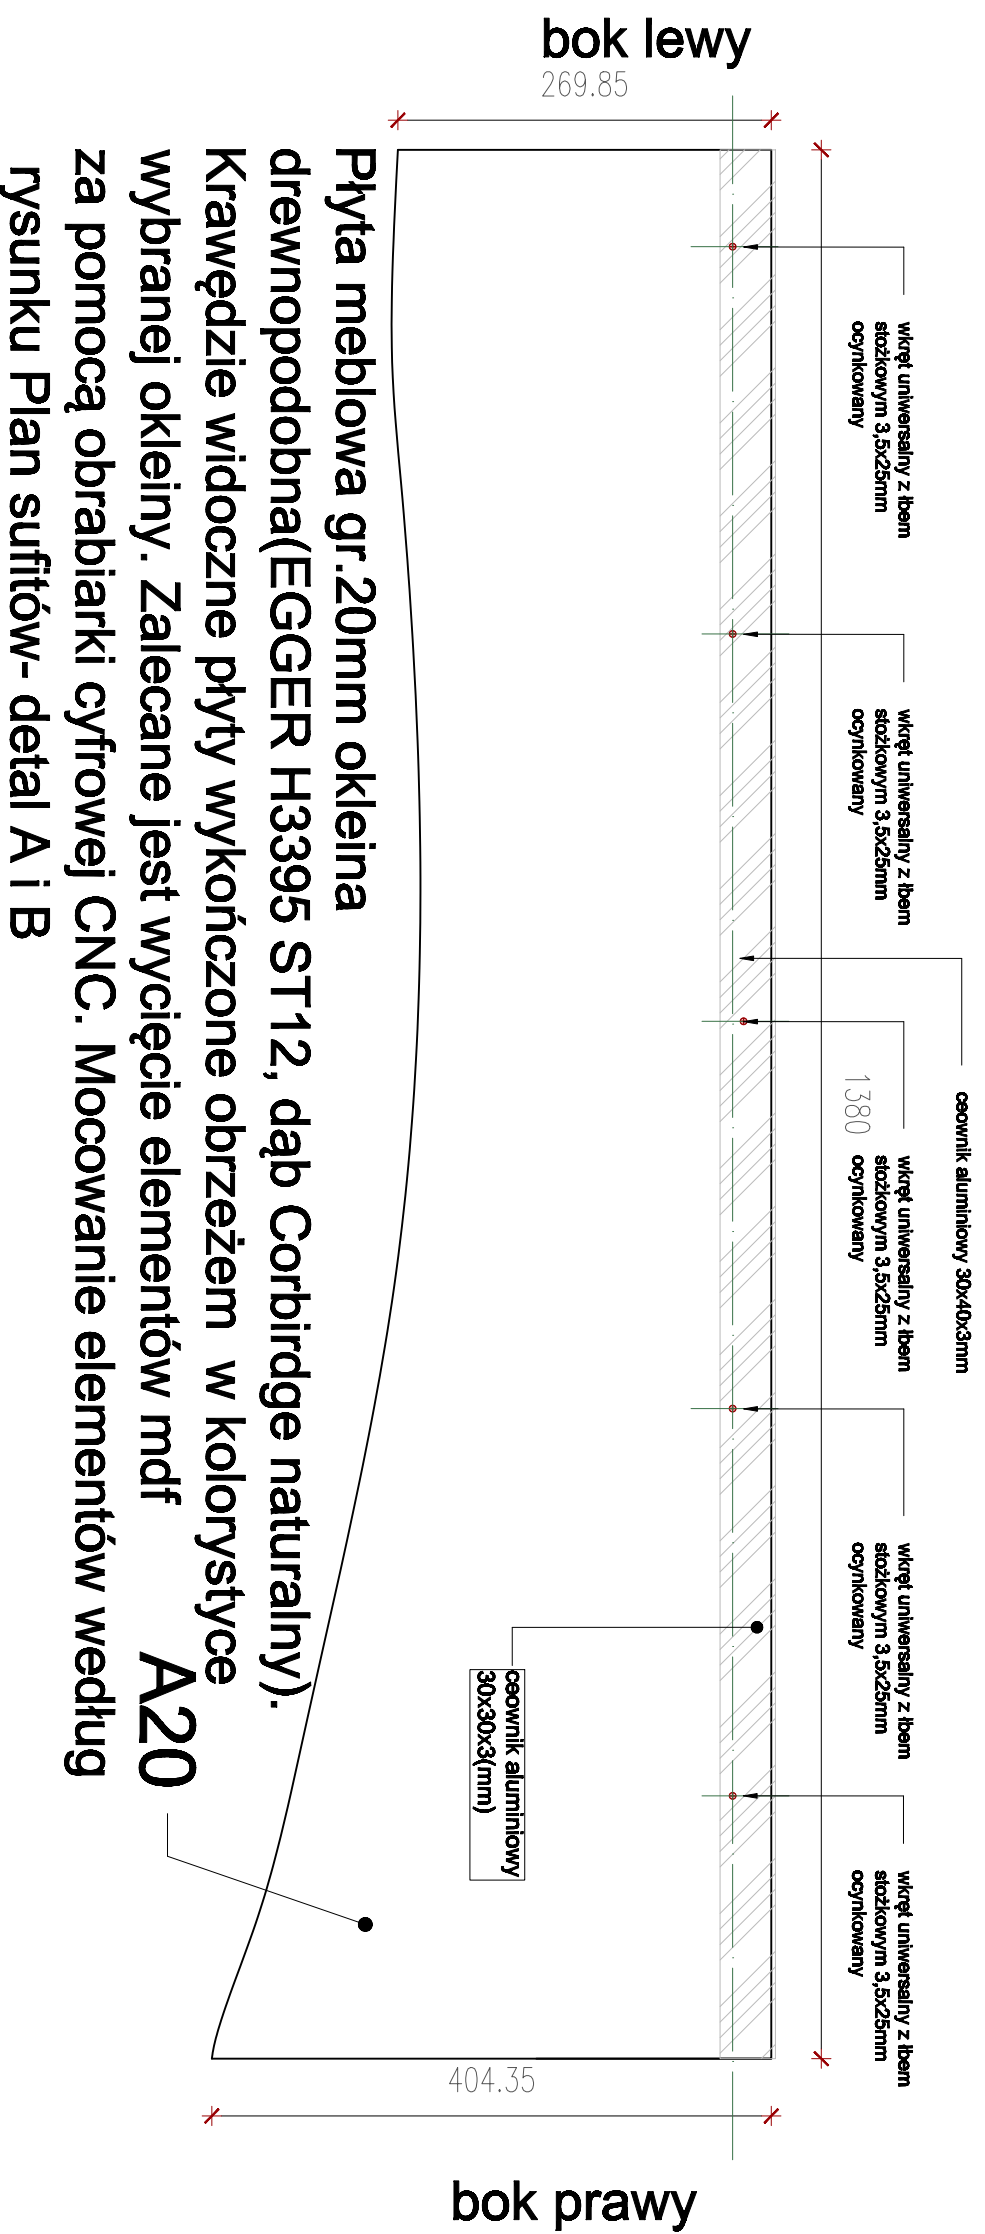 bok lewy
269.85
wkręt uniwersalny z łbem
stożkowym 3,5x25mm
ocynkowany
wkręt uniwersalny z łbem
stożkowym 3,5x25mm
ocynkowany
ceownik aluminiowy 30x40x3mm
wkręt uniwersalny z łbem
stożkowym 3,5x25mm
ocynkowany
1380
wkręt uniwersalny z łbem
stożkowym 3,5x25mm
ocynkowany
wkręt uniwersalny z łbem
stożkowym 3,5x25mm
ocynkowany
ceownik aluminiowy
30x30x3(mm)
Płyta meblowa gr.20mm okleina
drewnopodobna(EGGER H3395 ST12, dąb Corbirdge naturalny).
Krawędzie widoczne płyty wykończone obrzeżem w kolorystyce
wybranej okleiny. Zalecane jest wycięcie elementów mdf
za pomocą obrabiarki cyfrowej CNC. Mocowanie elementów według
rysunku Plan sufitów- detal A i B
A20
404.35
bok prawy